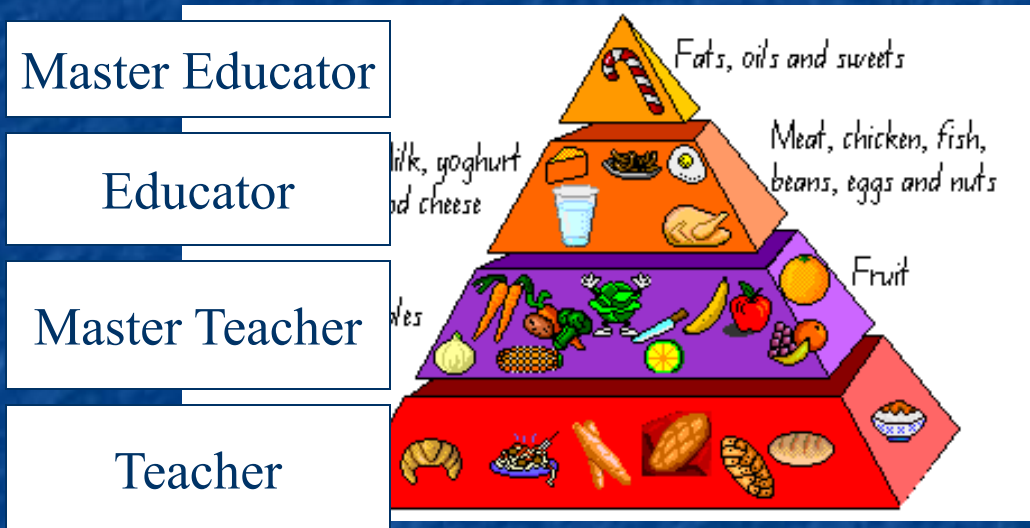 Master Educator
Educator
Master Teacher
Teacher
Fats, oils and sweets
Meat, chicken, fish,
beans, eggs and nuts
yoghurt
cheese
Fruit